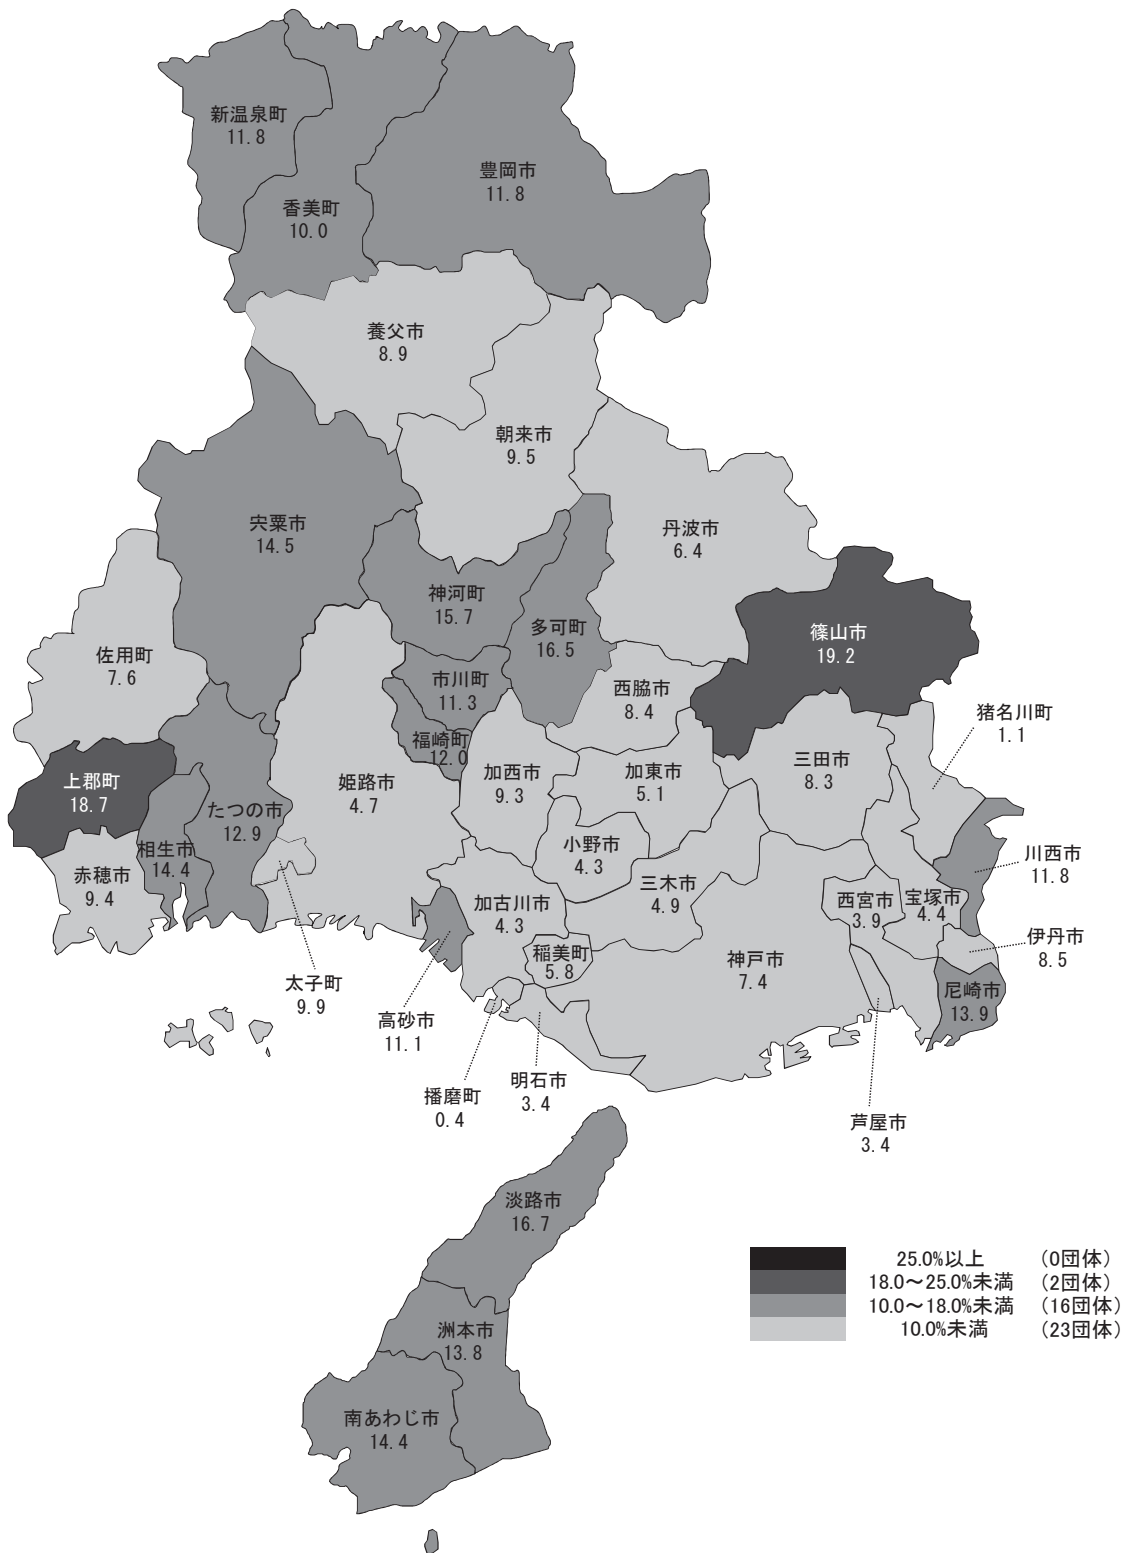 新温泉町
11.8
香美町
10.0
豊岡市
11.8
養父市
8.9
朝来市
9.5
宍粟市
14.5
丹波市
6.4
神河町
15.7
多可町
16.5
篠山市
19.2
佐用町
7.6
市川町
11.3
西脇市
8.4
猪名川町
1.1
福崎町
12.0
上郡町
18.7
たつの市
12.9
姫路市
4.7
加西市
9.3
加東市
5.1
三田市
8.3
相生市
14.4
赤穂市
9.4
小野市
4.3
三木市
4.9
川西市
11.8
加古川市
4.3
西宮市
3.9
宝塚市
4.4
稲美町
5.8
神戸市
7.4
伊丹市
8.5
太子町
9.9
高砂市
11.1
尼崎市
13.9
播磨町
0.4
明石市
3.4
芦屋市
3.4
淡路市
16.7
洲本市
13.8
南あわじ市
14.4
25.0%以上 (0団体)
18.0~25.0%未満 (2団体)
10.0~18.0%未満 (16団体)
10.0%未満 (23団体)